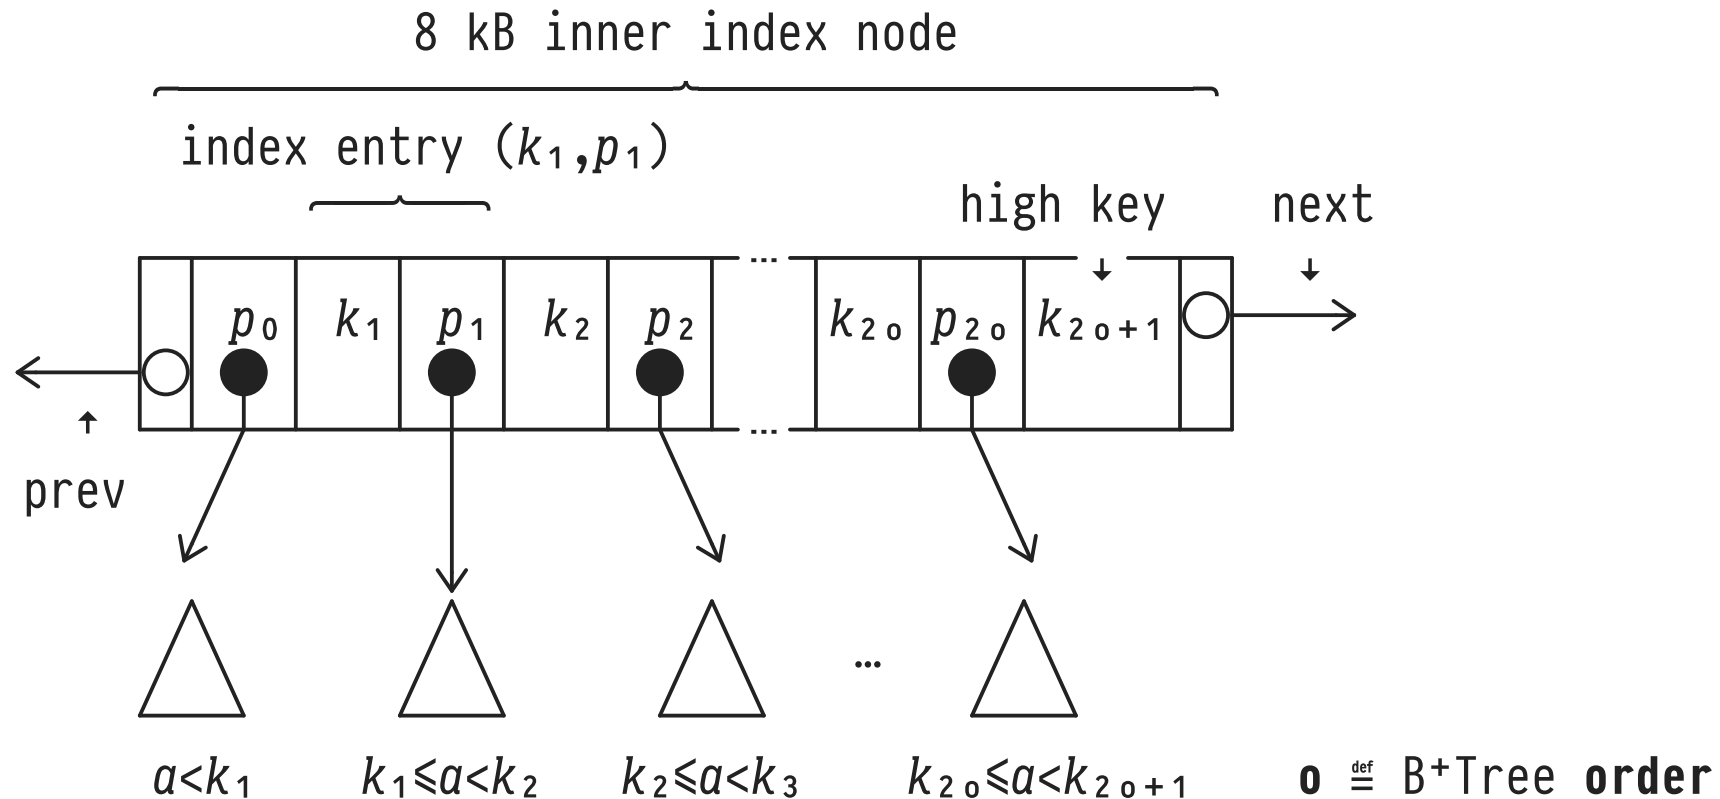 8 kB inner index node
index entry (k₁,p₁)
high key next
...
p₀ k₁ p₁ k₂ p₂ k₂ₒ p₂ₒ k₂ₒ₊₁
...
prev
...
a<k₁ k₁⩽a<k₂ k₂⩽a<k₃ k₂ₒ⩽a<k₂ₒ₊₁ o ≝ B⁺Tree order